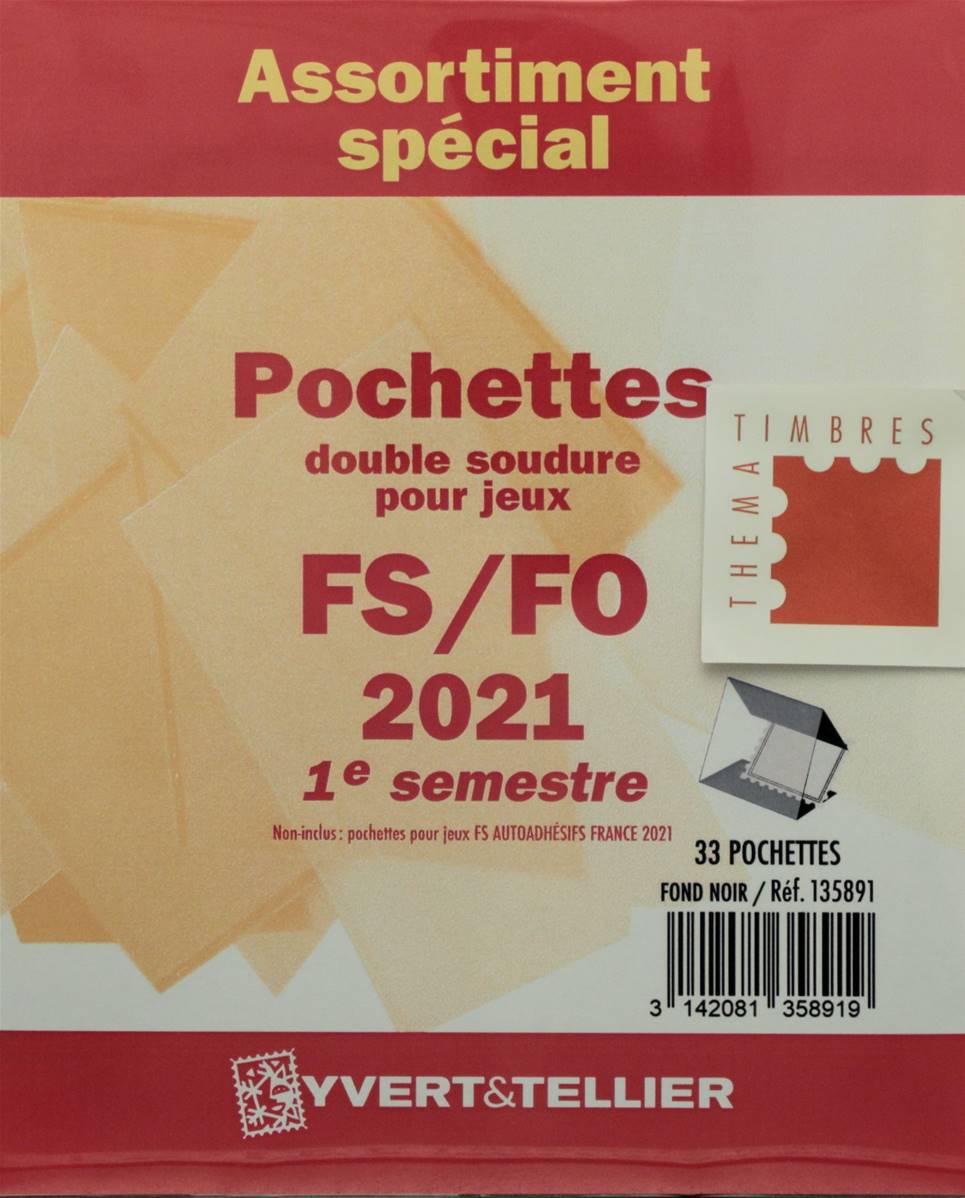 Assortiment
spécial
Pochettes
double soudure
pour jeux
TIMBRES
THEMA
FS/FO
2021
1e semestre
Non-inclus : pochettes pour jeux FS AUTOADHÉSIFS FRANCE 2021
33 POCHETTES
FOND NOIR / Réf. 135891
3 142081 358919
YVERT&TELLIER